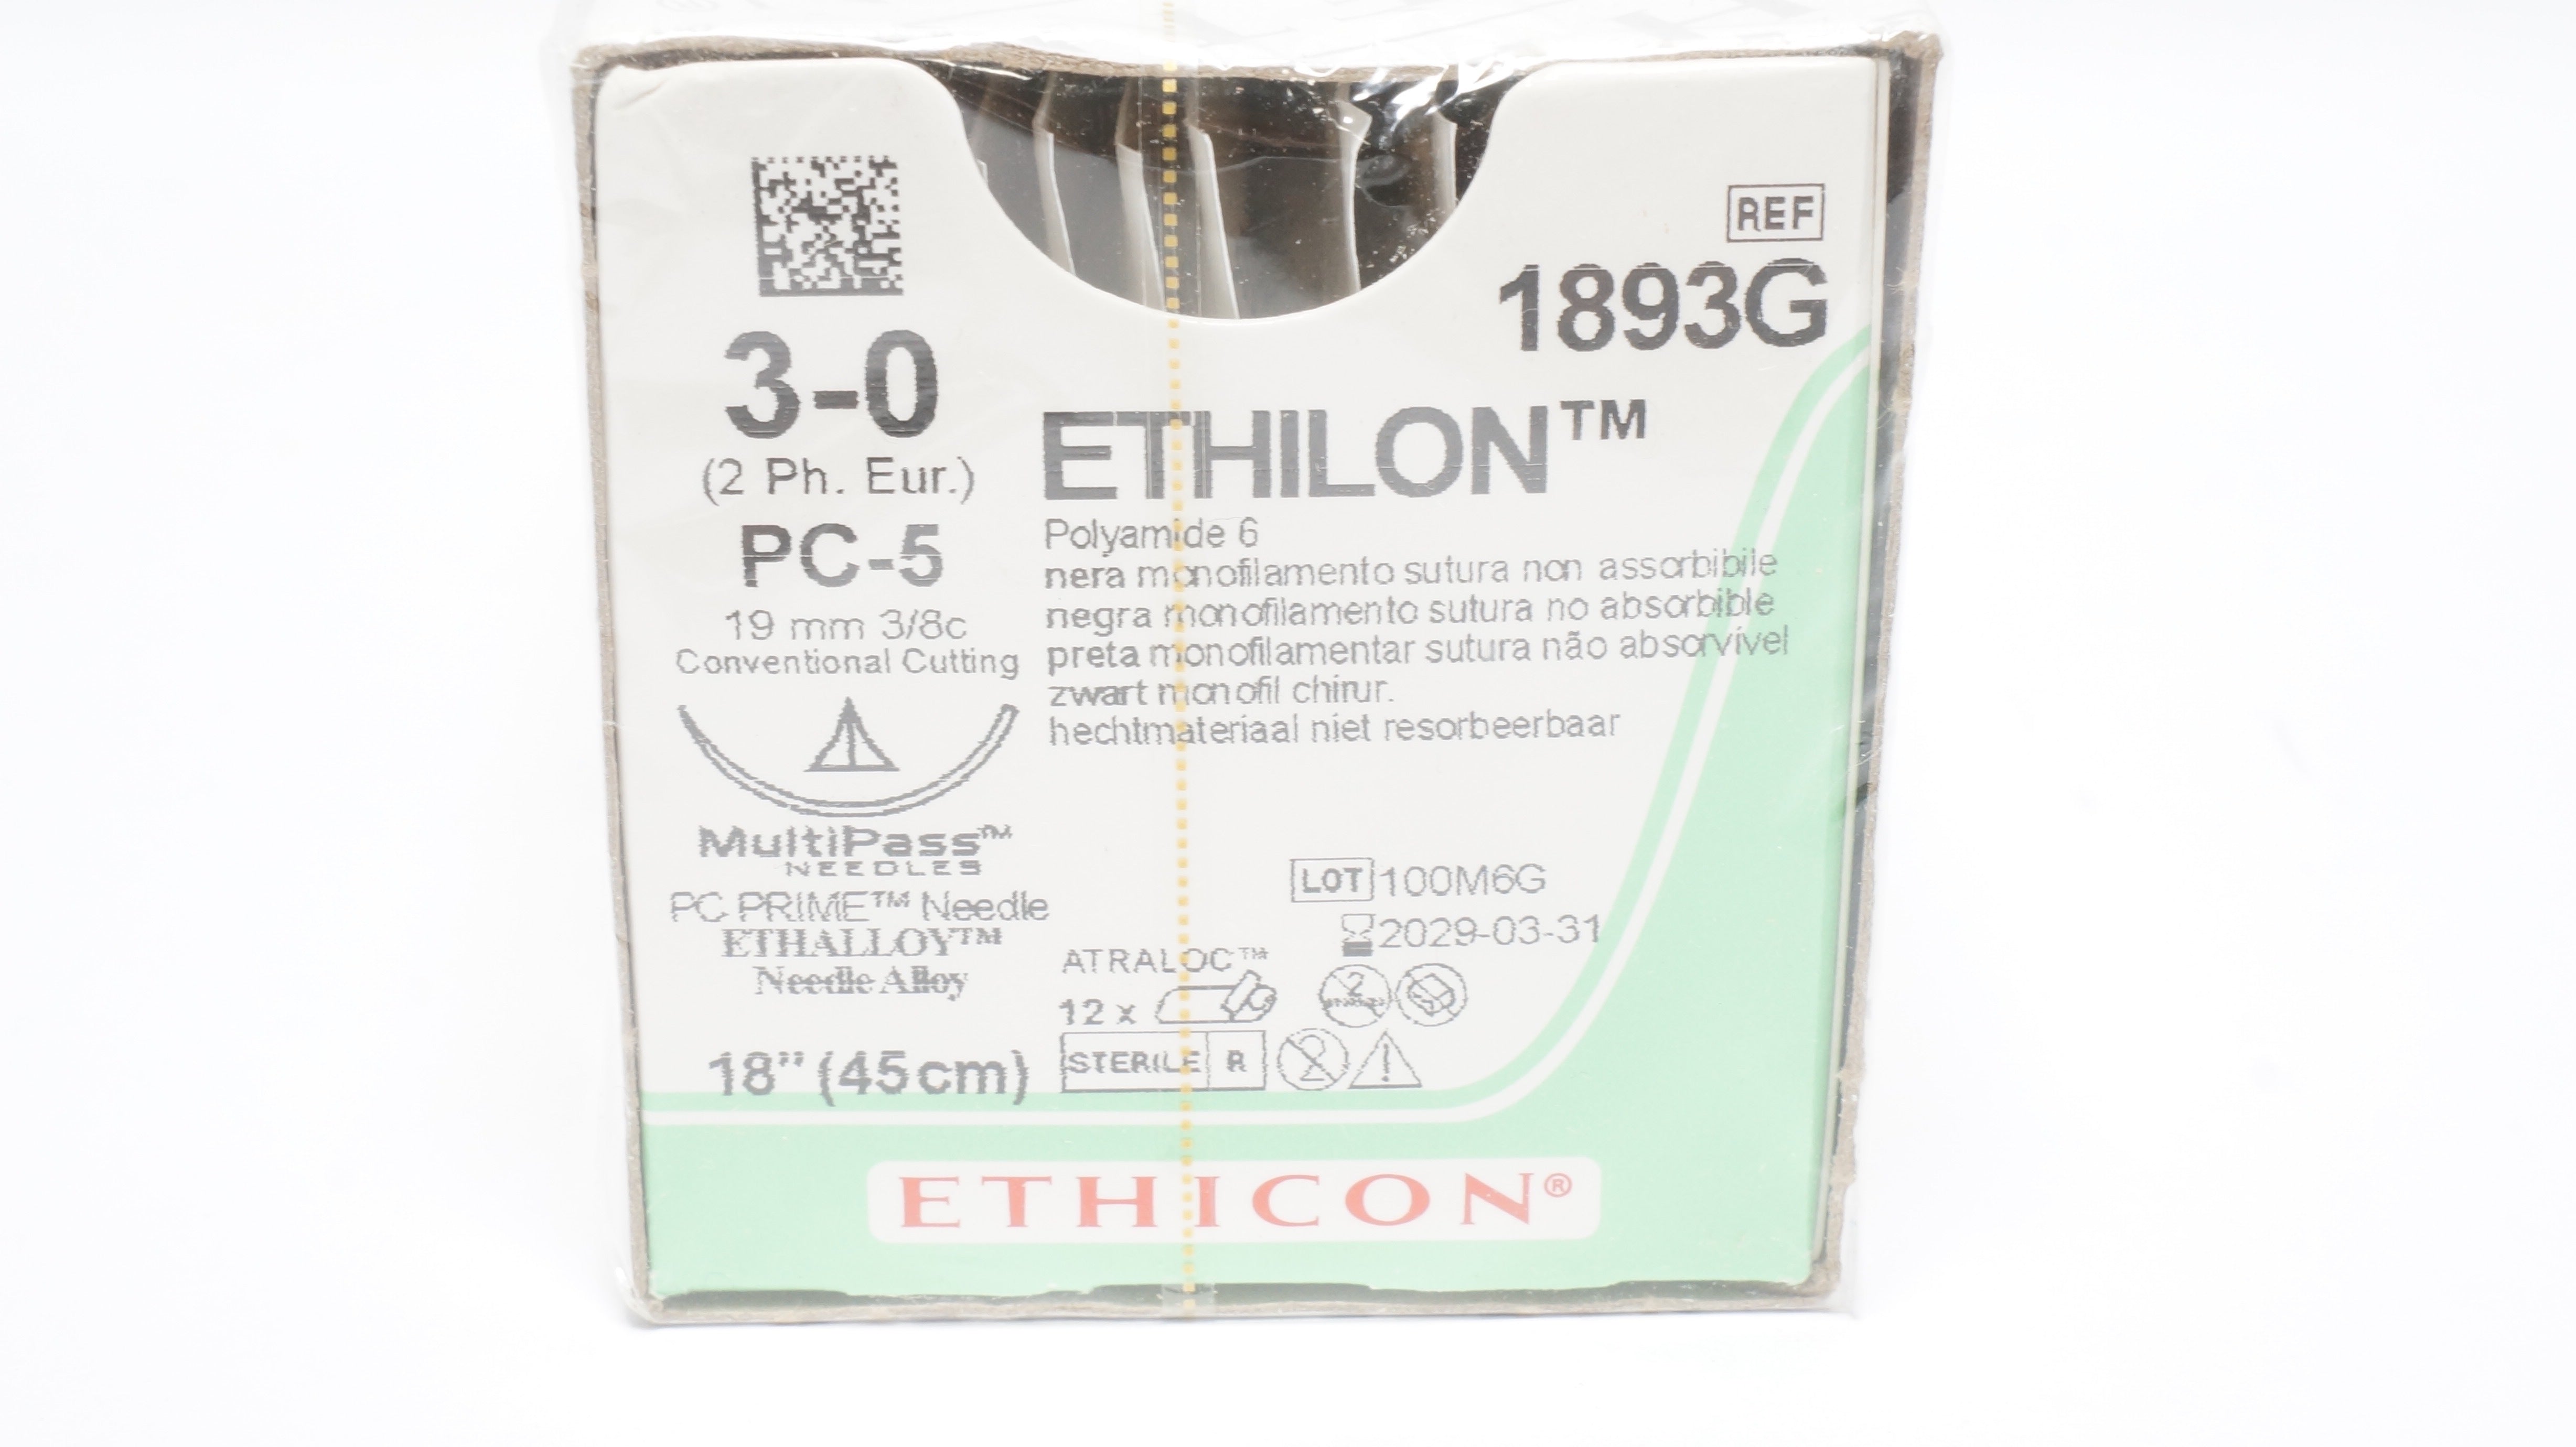 REF
1893G
3-0
(2 Ph. Eur.)
PC-5
19 mm 3/8c
Conventional Cutting
MultiPass™
NEEDLES
PC PRIME™ Needle
ETHALLOY™
Needle Alloy
18” (45cm)
ETHILON™
Polyamide 6
nera monofilamento sutura non assorbibile
negra monofilamento sutura no absorbible
preta monofilamentar sutura não absorvível
zwart monofil chirur.
hechtmateriaal niet resorbeerbaar
LOT 100M6G
2029-03-31
ATRALOC™
12 x
STERILE R
2
2
ETHICON®